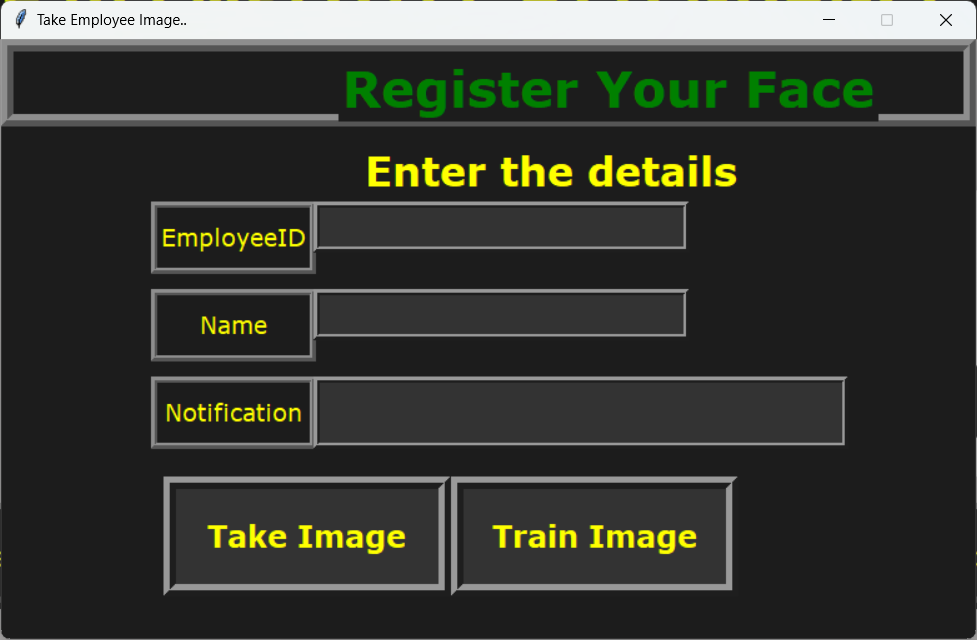 Take Employee Image..
Register Your Face
Enter the details
EmployeeID
Name
Notification
Take Image
Train Image